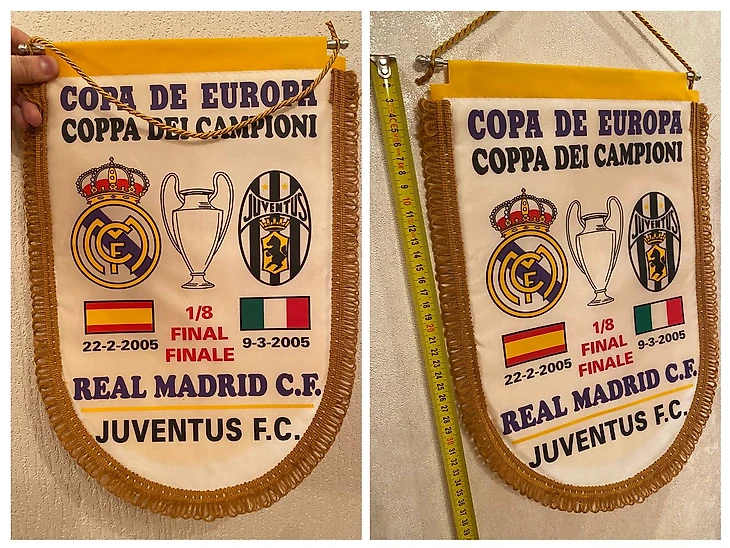 COPA DE EUROPA
COPPA DEI CAMPIONI
JUVENTUS
1/8
FINAL
FINALE
22-2-2005
9-3-2005
REAL MADRID C.F.
JUVENTUS F.C.
COPA DE EUROPA
COPPA DEI CAMPIONI
JUVENTUS
1/8
FINAL
FINALE
22-2-2005
9-3-2005
REAL MADRID C.F.
JUVENTUS F.C.